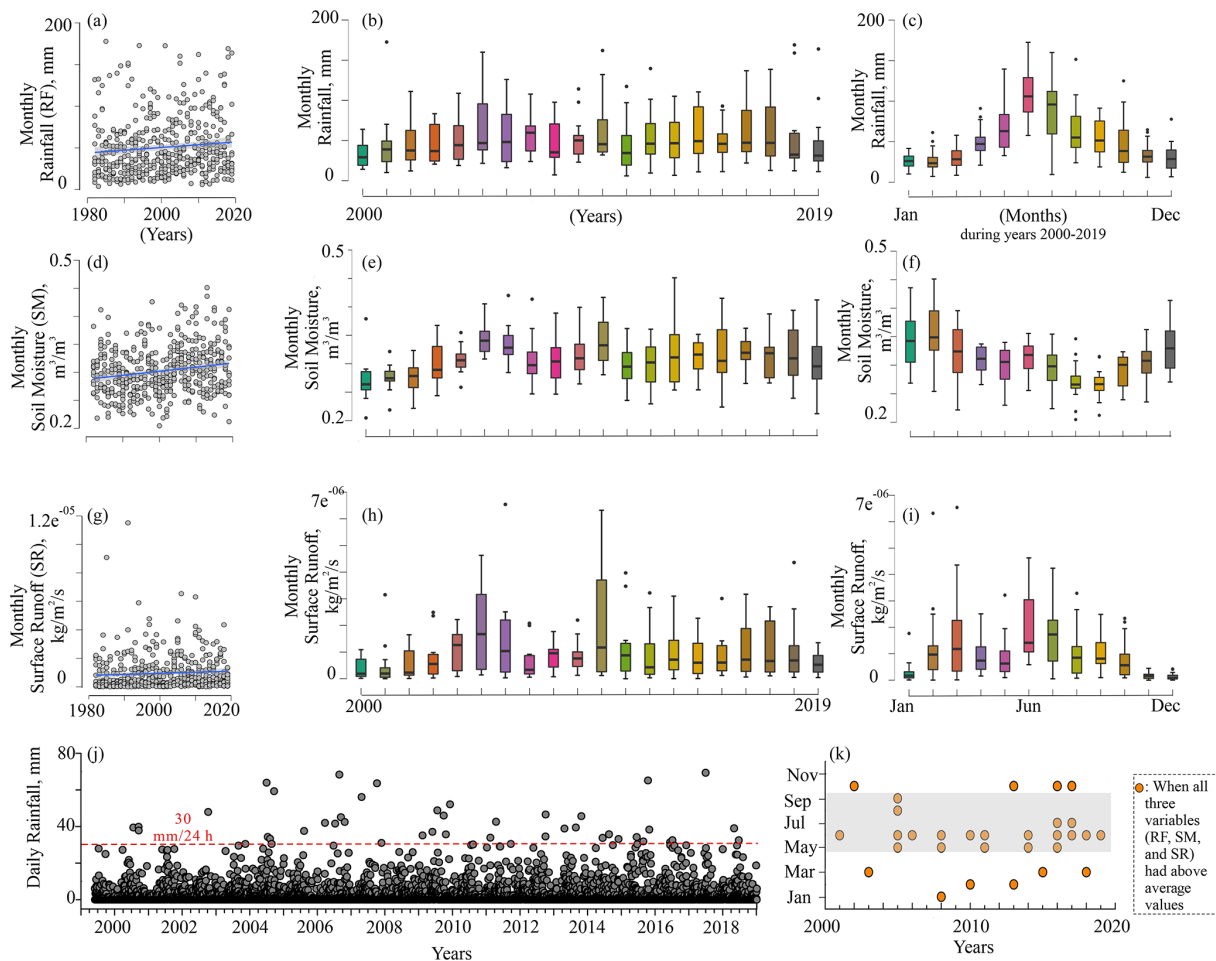 (a)
200
100
0
Monthly
Rainfall (RF), mm
1980
2000
2020
(Years)
(b)
200
0
Monthly
Rainfall, mm
2000
(Years)
2019
(c)
200
0
Monthly
Rainfall, mm
Jan
(Months)
Dec
during years 2000-2019
(d)
0.5
0.2
Monthly
Soil Moisture (SM),
m³/m³
(e)
0.5
0.2
Monthly
Soil Moisture,
m³/m³
(f)
0.5
0.2
Monthly
Soil Moisture,
m³/m³
(g)
1.2e-05
0
Monthly
Surface Runoff (SR),
kg/m²/s
1980
2000
2020
(h)
7e-06
0
Monthly
Surface Runoff,
kg/m²/s
2000
2019
(i)
7e-06
0
Monthly
Surface Runoff,
kg/m²/s
Jan
Jun
Dec
(j)
80
40
0
Daily Rainfall, mm
30
mm/24 h
2000
2002
2004
2006
2008
2010
2012
2014
2016
2018
Years
(k)
Nov
Sep
Jul
May
Mar
Jan
2000
2010
2020
Years
: When all
three
variables
(RF, SM,
and SR)
had above
average
values